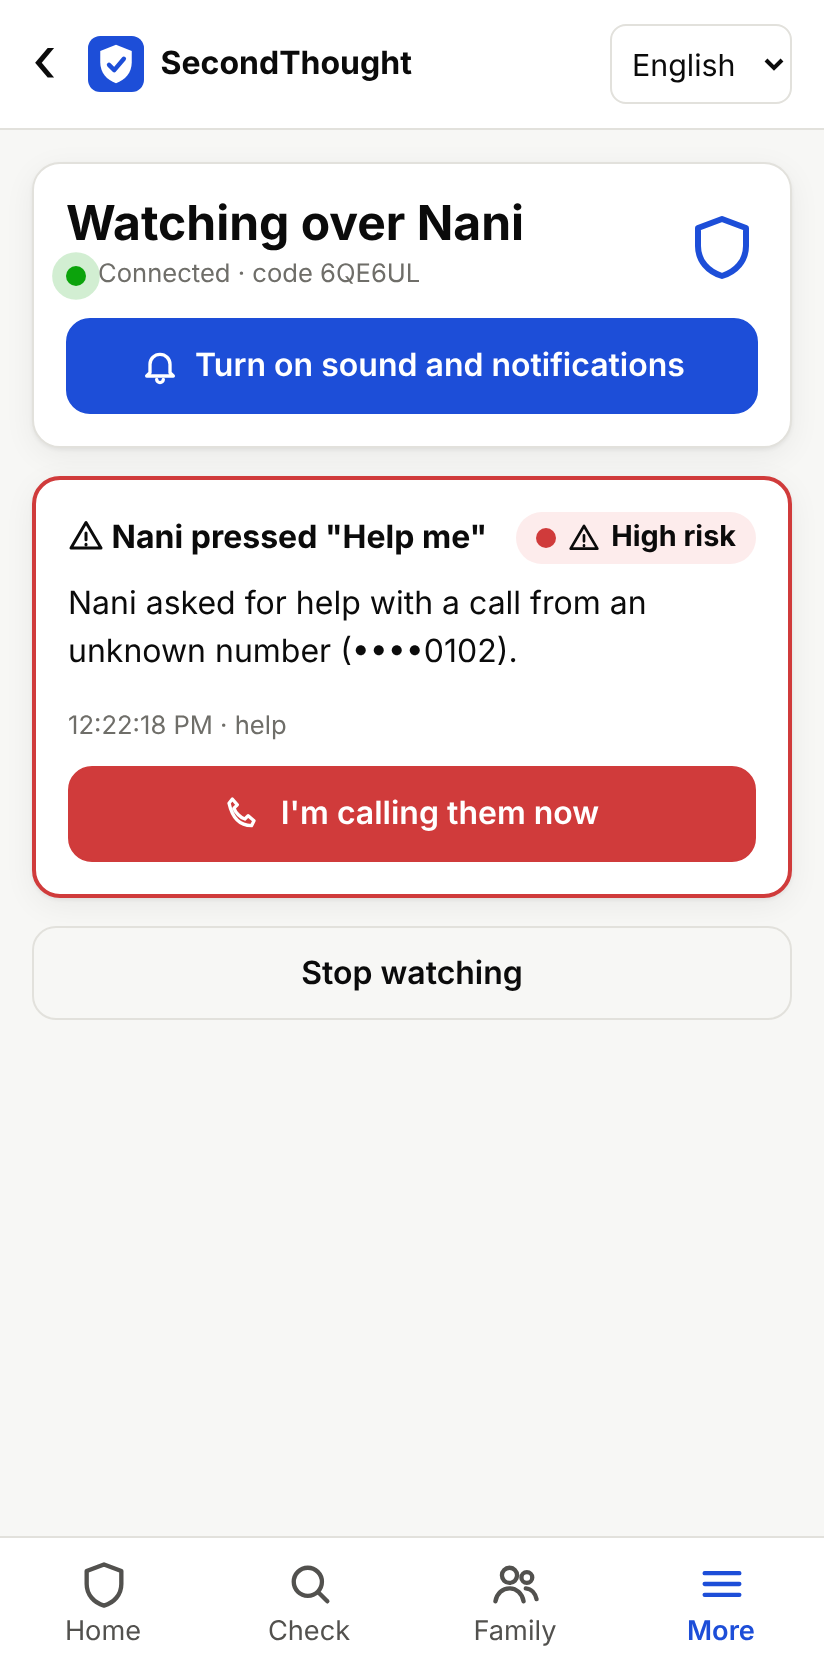 SecondThought
English
Watching over Nani
Connected · code 6QE6UL
Turn on sound and notifications
Nani pressed "Help me"
High risk
Nani asked for help with a call from an
unknown number (••••0102).
12:22:18 PM · help
I'm calling them now
Stop watching
Home
Check
Family
More